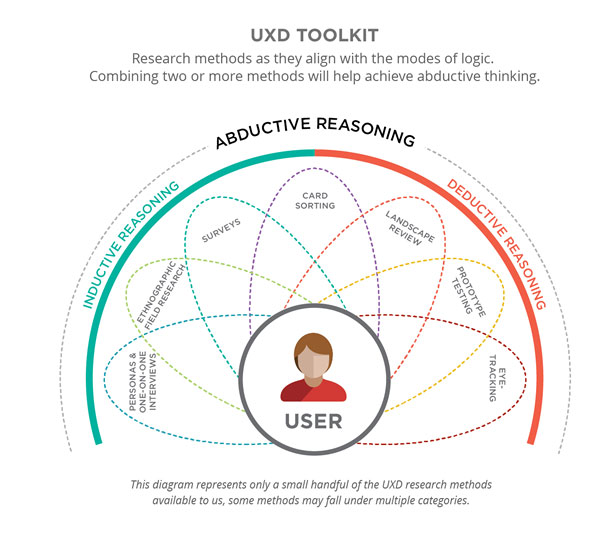 UXD TOOLKIT
Research methods as they align with the modes of logic.
Combining two or more methods will help achieve abductive thinking.
ABDUCTIVE REASONING
INDUCTIVE REASONING
DEDUCTIVE REASONING
CARD
SORTING
SURVEYS
LANDSCAPE
REVIEW
ETHNOGRAPHIC
FIELD RESEARCH
PROTOTYPE
TESTING
PERSONAS &
ONE-ON-ONE
INTERVIEWS
EYE-
TRACKING
USER
This diagram represents only a small handful of the UXD research methods
available to us, some methods may fall under multiple categories.